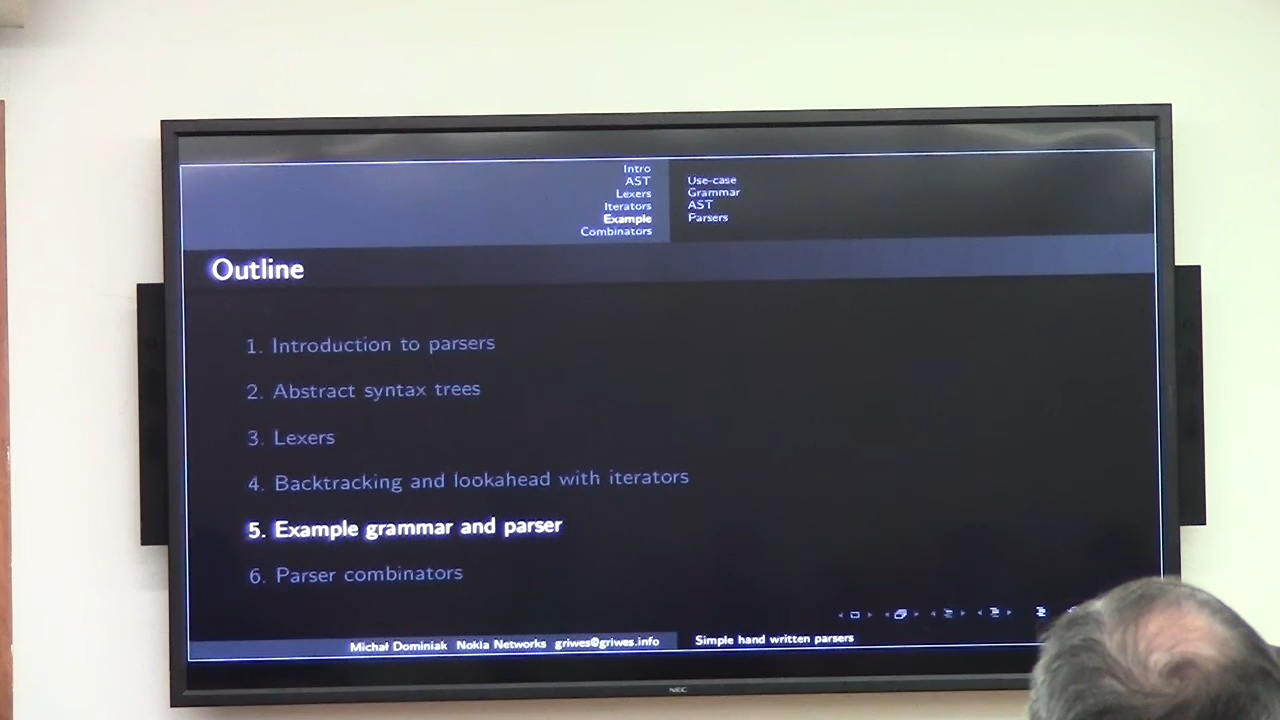 Intro
AST
Lexers
Iterators
Example
Combinators
Use-case
Grammar
AST
Parsers
Outline
1. Introduction to parsers
2. Abstract syntax trees
3. Lexers
4. Backtracking and lookahead with iterators
5. Example grammar and parser
6. Parser combinators
Michał Dominiak Nokia Networks griwes@griwes.info
Simple hand written parsers
NEC